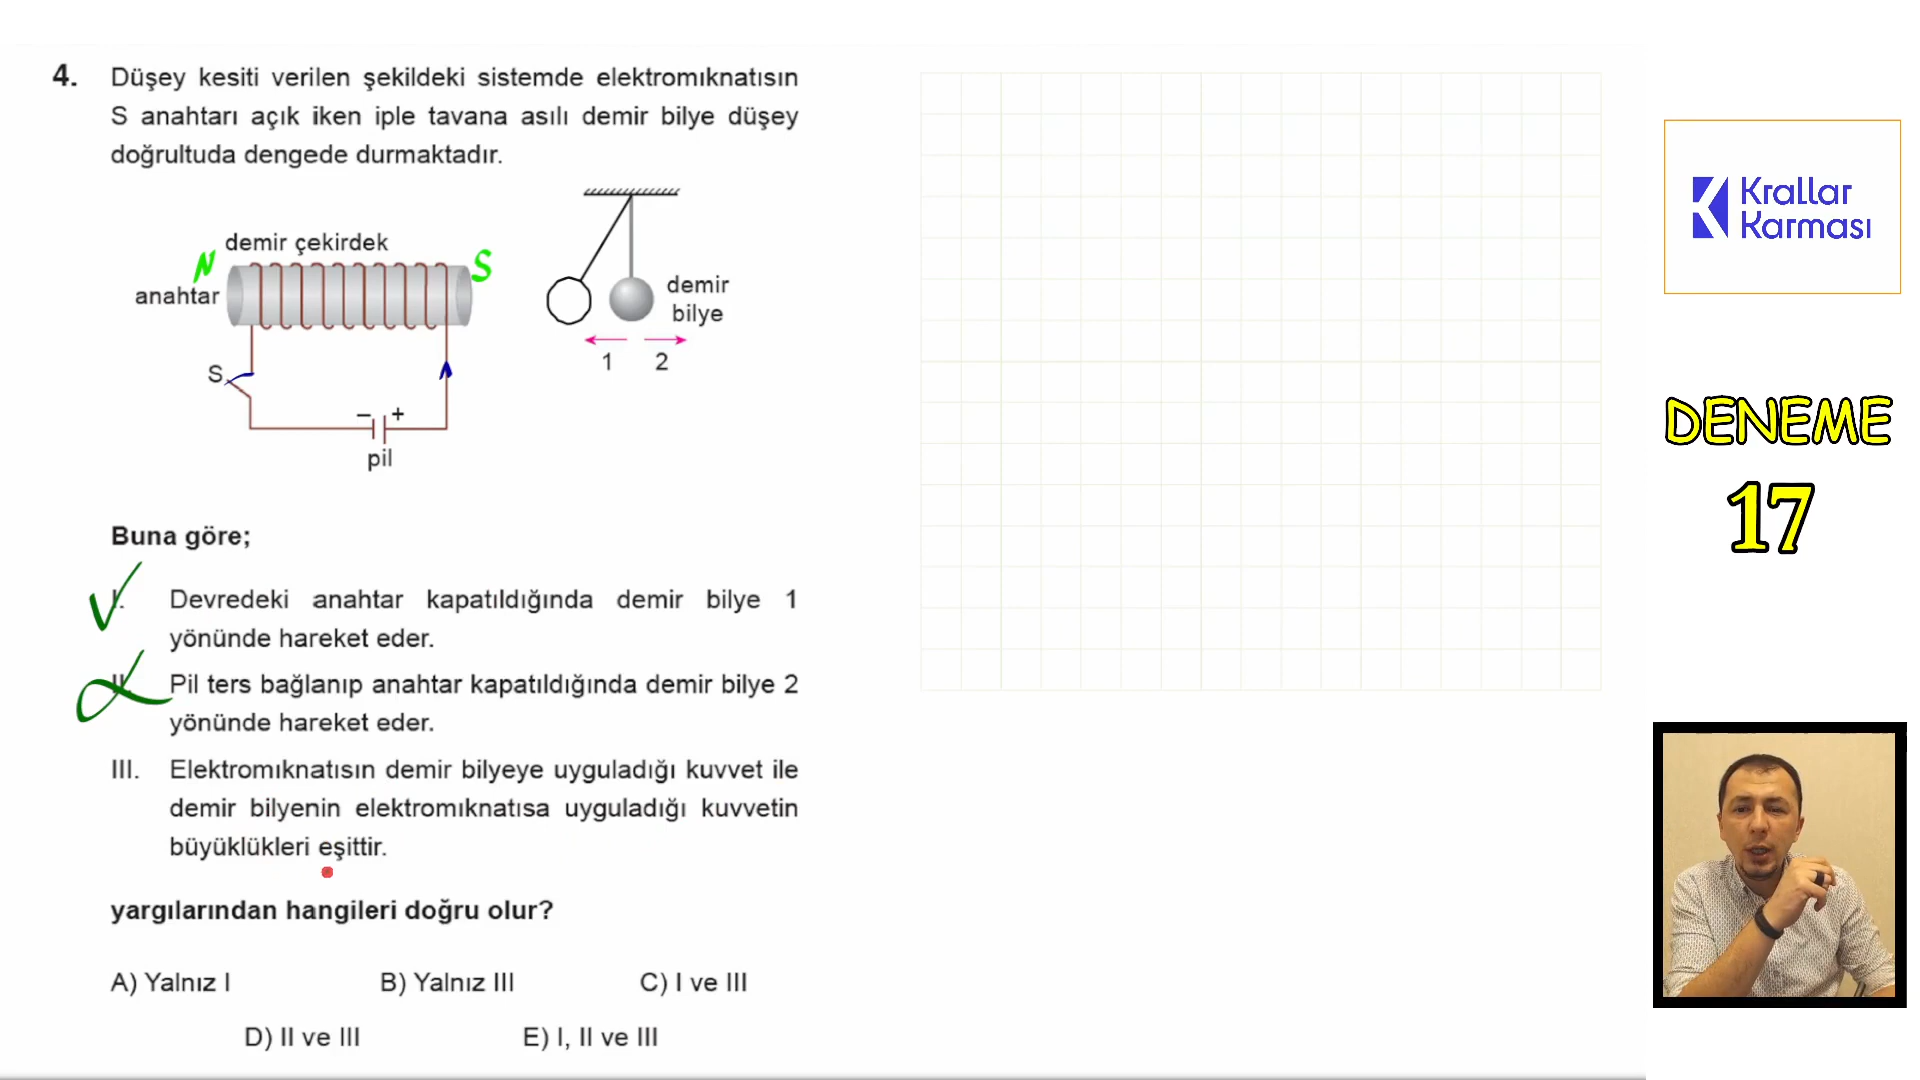 4. Düşey kesiti verilen şekildeki sistemde elektromıknatısın
S anahtarı açık iken iple tavana asılı demir bilye düşey
doğrultuda dengede durmaktadır.
demir çekirdek
N
S
anahtar
demir
bilye
1 2
S
– +
pil
Buna göre;
I. Devredeki anahtar kapatıldığında demir bilye 1
yönünde hareket eder.
II. Pil ters bağlanıp anahtar kapatıldığında demir bilye 2
yönünde hareket eder.
III. Elektromıknatısın demir bilyeye uyguladığı kuvvet ile
demir bilyenin elektromıknatısa uyguladığı kuvvetin
büyüklükleri eşittir.
yargılarından hangileri doğru olur?
A) Yalnız I B) Yalnız III C) I ve III
D) II ve III E) I, II ve III
Krallar
Karması
DENEME
17